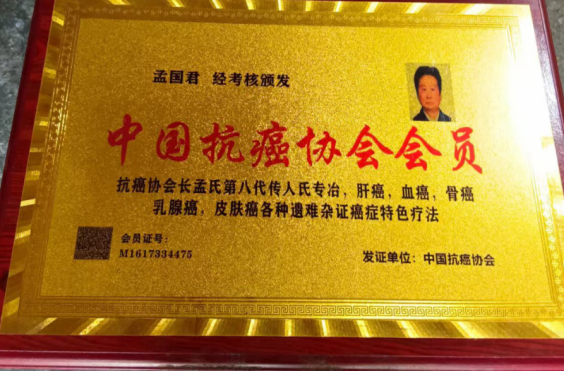 孟国君 经考核颁发
中国抗癌协会会员
抗癌协会长孟氏第八代传人氏专冶，肝癌，血癌，骨癌
乳腺癌，皮肤癌各种遗难杂证癌症特色疗法
会员证号：
M1617334475
发证单位：中国抗癌协会